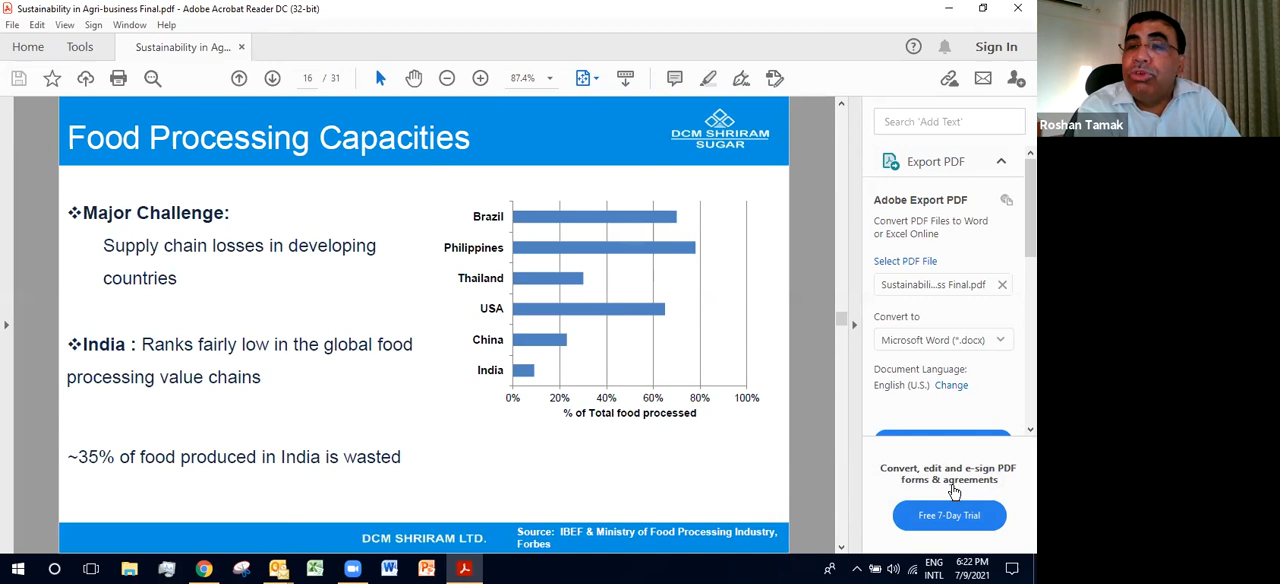 Sustainability in Agri-business Final.pdf - Adobe Acrobat Reader DC (32-bit)
File Edit View Sign Window Help
Home Tools Sustainability in Ag... × Sign In
16 / 31 87.4%
Food Processing Capacities
DCM SHRIRAM
SUGAR
❖Major Challenge:
Supply chain losses in developing
countries
❖India : Ranks fairly low in the global food
processing value chains
~35% of food produced in India is wasted
Brazil
Philippines
Thailand
USA
China
India
0% 20% 40% 60% 80% 100%
% of Total food processed
DCM SHRIRAM LTD.
Source: IBEF & Ministry of Food Processing Industry,
Forbes
Search 'Add Text'
Export PDF
Adobe Export PDF
Convert PDF Files to Word
or Excel Online
Select PDF File
Sustainabili...ss Final.pdf
Convert to
Microsoft Word (*.docx)
Document Language:
English (U.S.) Change
Convert, edit and e-sign PDF
forms & agreements
Free 7-Day Trial
Roshan Tamak
ENG
INTL
6:22 PM
7/9/2021